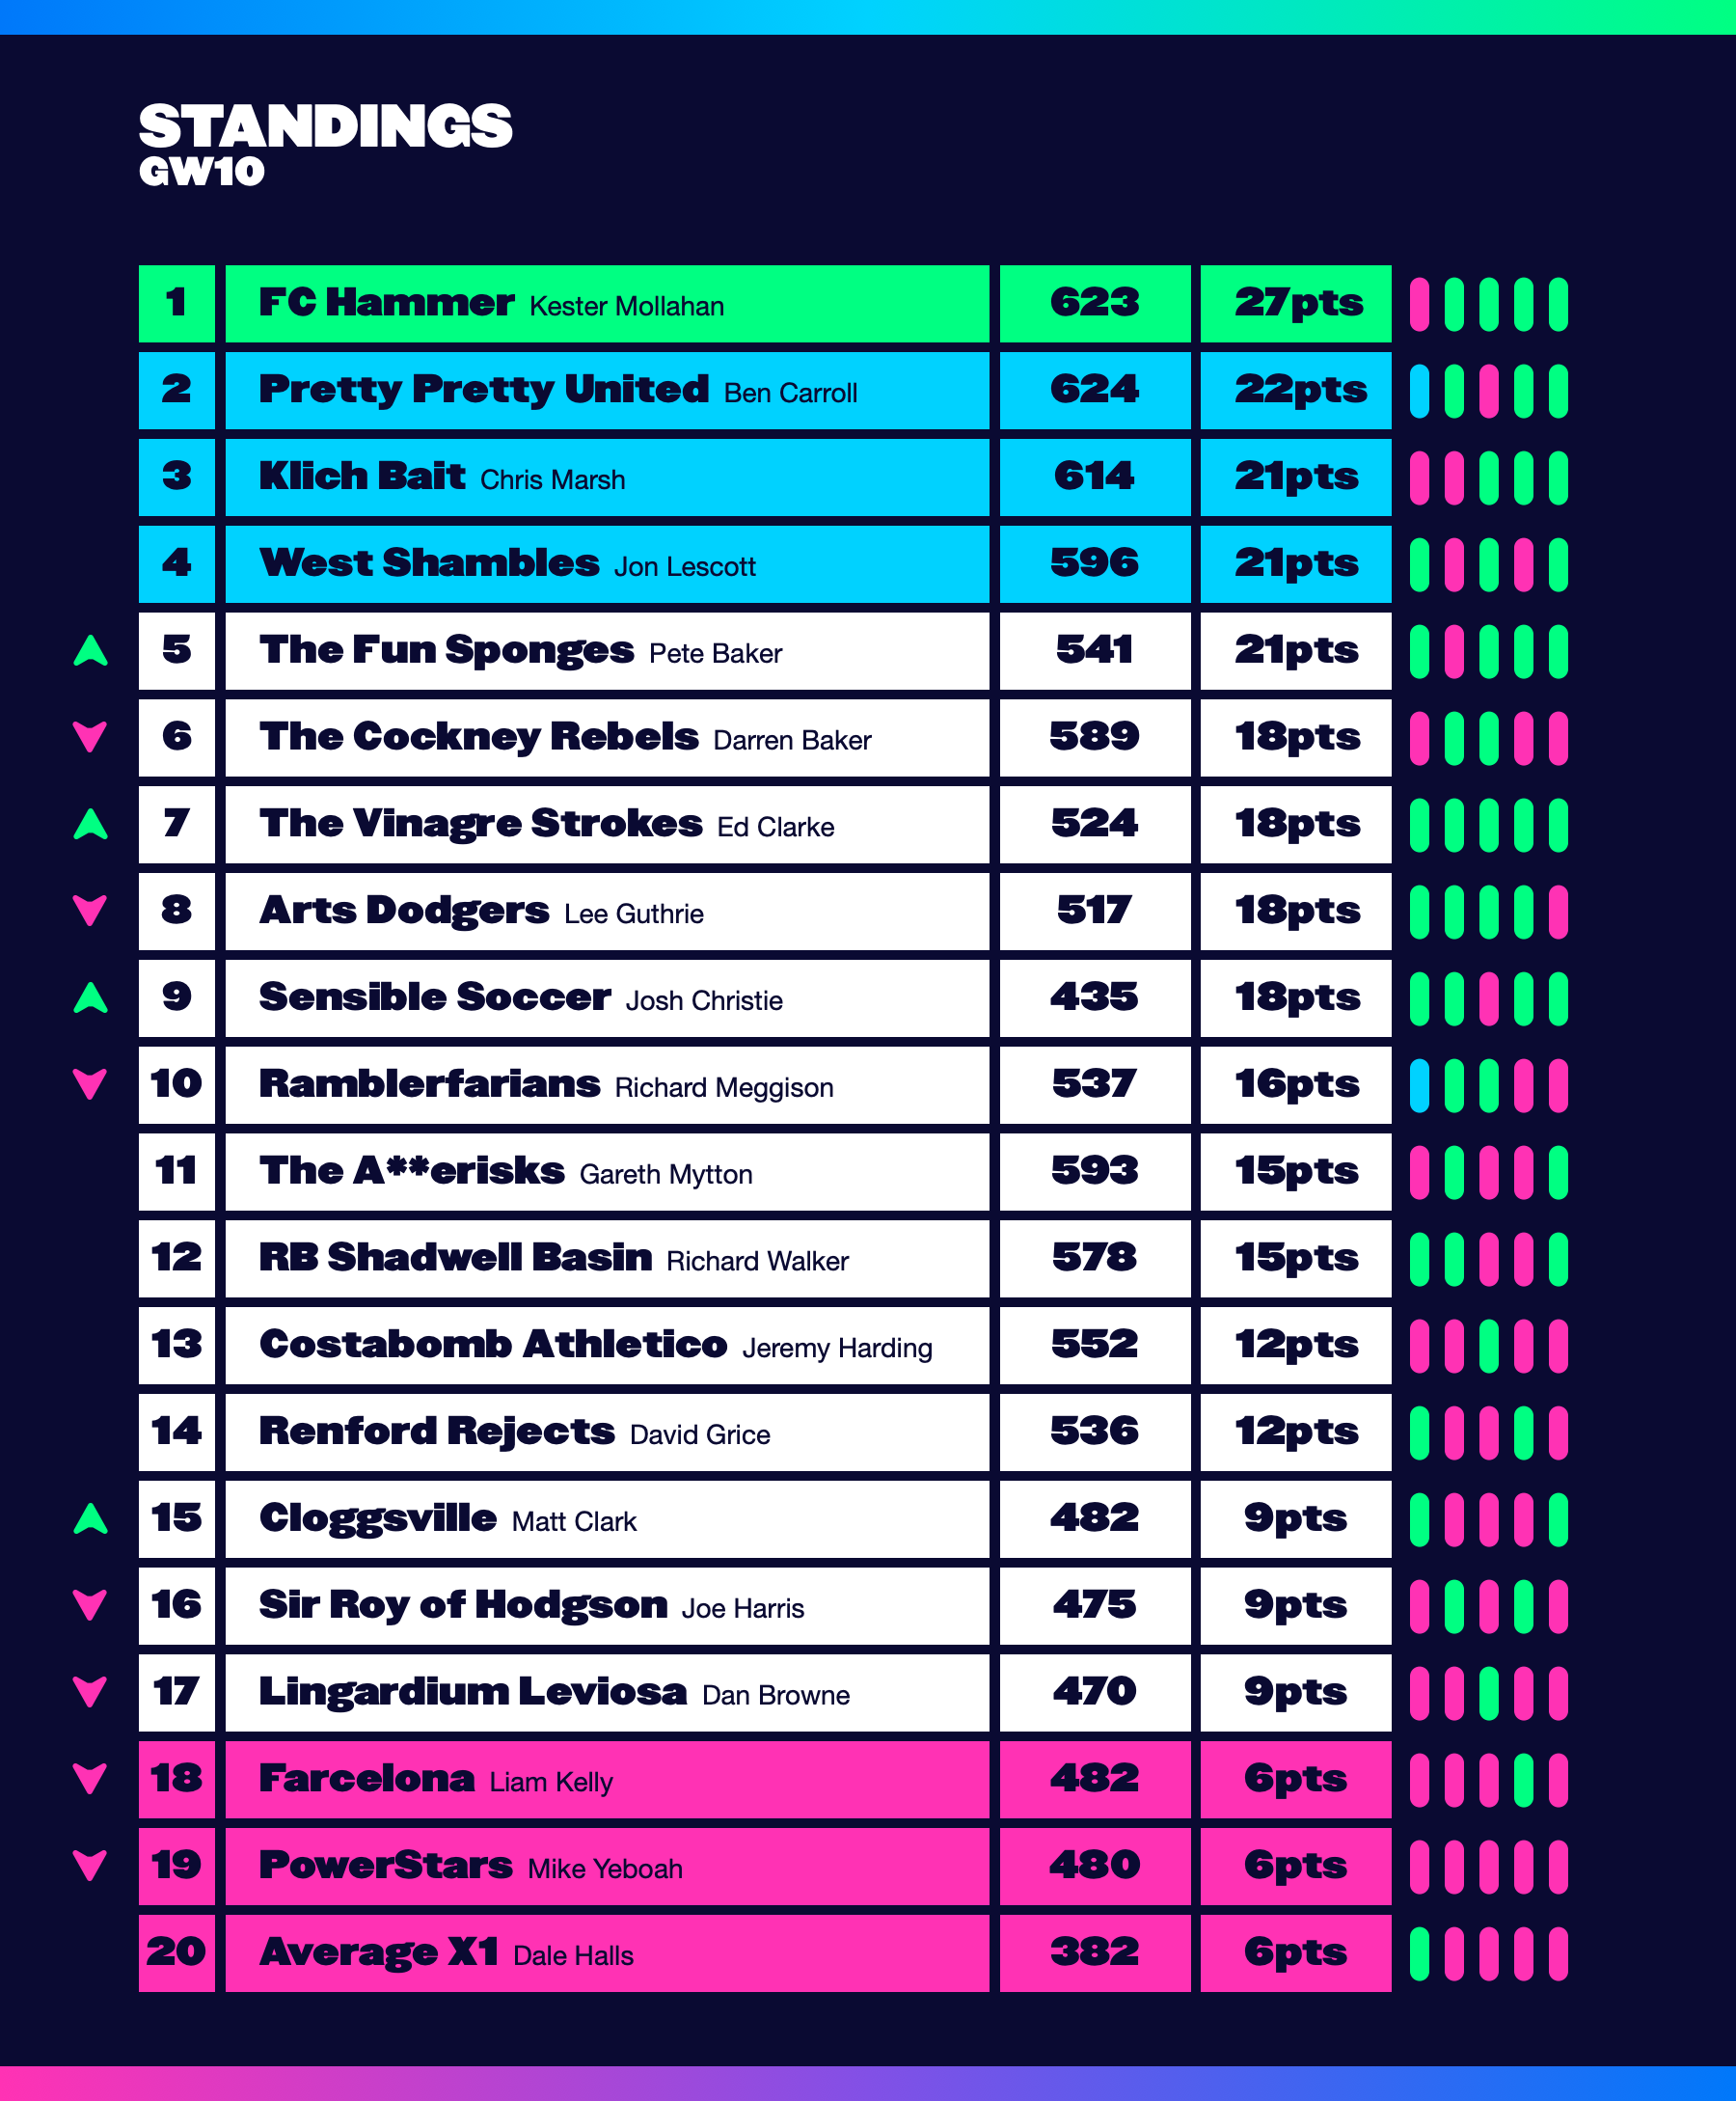 STANDINGS
GW10
1 FC Hammer Kester Mollahan 623 27pts
2 Pretty Pretty United Ben Carroll 624 22pts
3 Klich Bait Chris Marsh 614 21pts
4 West Shambles Jon Lescott 596 21pts
5 The Fun Sponges Pete Baker 541 21pts
6 The Cockney Rebels Darren Baker 589 18pts
7 The Vinagre Strokes Ed Clarke 524 18pts
8 Arts Dodgers Lee Guthrie 517 18pts
9 Sensible Soccer Josh Christie 435 18pts
10 Ramblerfarians Richard Meggison 537 16pts
11 The A**erisks Gareth Mytton 593 15pts
12 RB Shadwell Basin Richard Walker 578 15pts
13 Costabomb Athletico Jeremy Harding 552 12pts
14 Renford Rejects David Grice 536 12pts
15 Cloggsville Matt Clark 482 9pts
16 Sir Roy of Hodgson Joe Harris 475 9pts
17 Lingardium Leviosa Dan Browne 470 9pts
18 Farcelona Liam Kelly 482 6pts
19 PowerStars Mike Yeboah 480 6pts
20 Average X1 Dale Halls 382 6pts